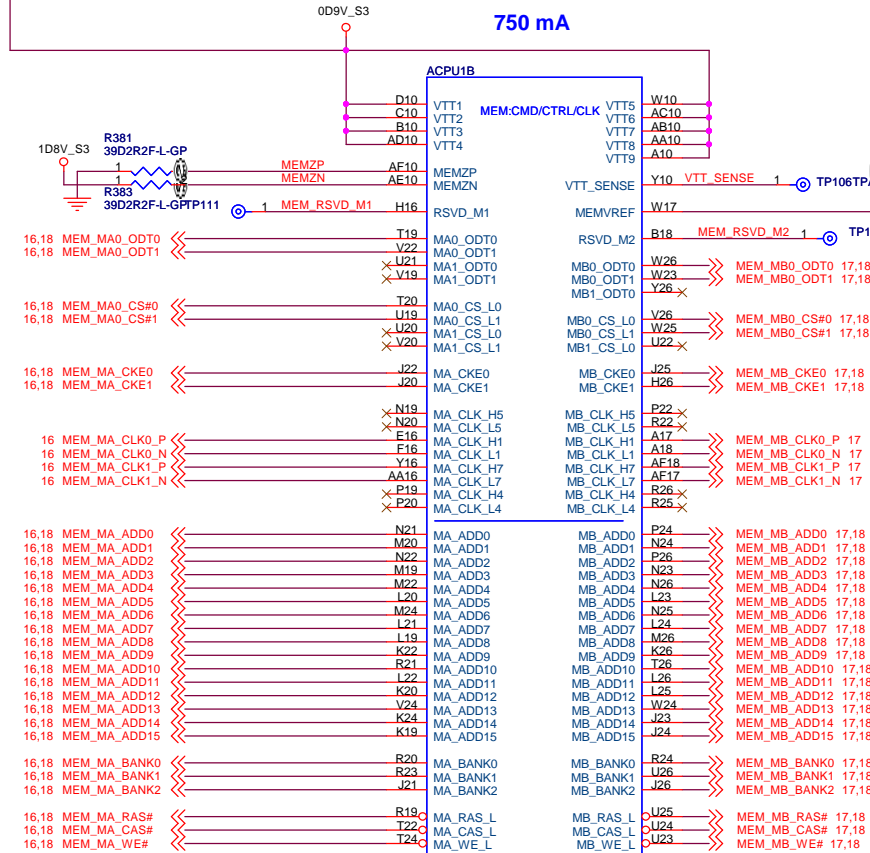 0D9V_S3
750 mA
ACPU1B
MEM:CMD/CTRL/CLK
D10 VTT1 VTT5 W10
C10 VTT2 VTT6 AC10
B10 VTT3 VTT7 AB10
AD10 VTT4 VTT8 AA10
VTT9 A10
R381
39D2R2F-L-GP
1D8V_S3
1 MEMZP AF10 MEMZP
1 MEMZN AE10 MEMZN VTT_SENSE Y10 VTT_SENSE 1 TP106TPA
R383
39D2R2F-L-GP
TP111 1 MEM_RSVD_M1 H16 RSVD_M1 MEMVREF W17
RSVD_M2 B18 MEM_RSVD_M2 1 TP1
16,18 MEM_MA0_ODT0 T19 MA0_ODT0
16,18 MEM_MA0_ODT1 V22 MA0_ODT1 MB0_ODT0 W26 MEM_MB0_ODT0 17,18
U21 MA1_ODT0 MB0_ODT1 W23 MEM_MB0_ODT1 17,18
V19 MA1_ODT1 MB1_ODT0 Y26
16,18 MEM_MA0_CS#0 T20 MA0_CS_L0 MB0_CS_L0 V26 MEM_MB0_CS#0 17,18
16,18 MEM_MA0_CS#1 U19 MA0_CS_L1 MB0_CS_L1 W25 MEM_MB0_CS#1 17,18
U20 MA1_CS_L0 MB1_CS_L0 U22
V20 MA1_CS_L1
16,18 MEM_MA_CKE0 J22 MA_CKE0 MB_CKE0 J25 MEM_MB_CKE0 17,18
16,18 MEM_MA_CKE1 J20 MA_CKE1 MB_CKE1 H26 MEM_MB_CKE1 17,18
N19 MA_CLK_H5 MB_CLK_H5 P22
N20 MA_CLK_L5 MB_CLK_L5 R22
16 MEM_MA_CLK0_P E16 MA_CLK_H1 MB_CLK_H1 A17 MEM_MB_CLK0_P 17
16 MEM_MA_CLK0_N F16 MA_CLK_L1 MB_CLK_L1 A18 MEM_MB_CLK0_N 17
16 MEM_MA_CLK1_P Y16 MA_CLK_H7 MB_CLK_H7 AF18 MEM_MB_CLK1_P 17
16 MEM_MA_CLK1_N AA16 MA_CLK_L7 MB_CLK_L7 AF17 MEM_MB_CLK1_N 17
P19 MA_CLK_H4 MB_CLK_H4 R26
P20 MA_CLK_L4 MB_CLK_L4 R25
16,18 MEM_MA_ADD0 N21 MA_ADD0 MB_ADD0 P24 MEM_MB_ADD0 17,18
16,18 MEM_MA_ADD1 M20 MA_ADD1 MB_ADD1 N24 MEM_MB_ADD1 17,18
16,18 MEM_MA_ADD2 N22 MA_ADD2 MB_ADD2 P26 MEM_MB_ADD2 17,18
16,18 MEM_MA_ADD3 M19 MA_ADD3 MB_ADD3 N23 MEM_MB_ADD3 17,18
16,18 MEM_MA_ADD4 M22 MA_ADD4 MB_ADD4 N26 MEM_MB_ADD4 17,18
16,18 MEM_MA_ADD5 L20 MA_ADD5 MB_ADD5 L23 MEM_MB_ADD5 17,18
16,18 MEM_MA_ADD6 M24 MA_ADD6 MB_ADD6 N25 MEM_MB_ADD6 17,18
16,18 MEM_MA_ADD7 L21 MA_ADD7 MB_ADD7 L24 MEM_MB_ADD7 17,18
16,18 MEM_MA_ADD8 L19 MA_ADD8 MB_ADD8 M26 MEM_MB_ADD8 17,18
16,18 MEM_MA_ADD9 K22 MA_ADD9 MB_ADD9 K26 MEM_MB_ADD9 17,18
16,18 MEM_MA_ADD10 R21 MA_ADD10 MB_ADD10 T26 MEM_MB_ADD10 17,18
16,18 MEM_MA_ADD11 L22 MA_ADD11 MB_ADD11 L26 MEM_MB_ADD11 17,18
16,18 MEM_MA_ADD12 K20 MA_ADD12 MB_ADD12 L25 MEM_MB_ADD12 17,18
16,18 MEM_MA_ADD13 V24 MA_ADD13 MB_ADD13 W24 MEM_MB_ADD13 17,18
16,18 MEM_MA_ADD14 K24 MA_ADD14 MB_ADD14 J23 MEM_MB_ADD14 17,18
16,18 MEM_MA_ADD15 K19 MA_ADD15 MB_ADD15 J24 MEM_MB_ADD15 17,18
16,18 MEM_MA_BANK0 R20 MA_BANK0 MB_BANK0 R24 MEM_MB_BANK0 17,18
16,18 MEM_MA_BANK1 R23 MA_BANK1 MB_BANK1 U26 MEM_MB_BANK1 17,18
16,18 MEM_MA_BANK2 J21 MA_BANK2 MB_BANK2 J26 MEM_MB_BANK2 17,18
16,18 MEM_MA_RAS# R19 MA_RAS_L MB_RAS_L U25 MEM_MB_RAS# 17,18
16,18 MEM_MA_CAS# T22 MA_CAS_L MB_CAS_L U24 MEM_MB_CAS# 17,18
16,18 MEM_MA_WE# T24 MA_WE_L MB_WE_L U23 MEM_MB_WE# 17,18